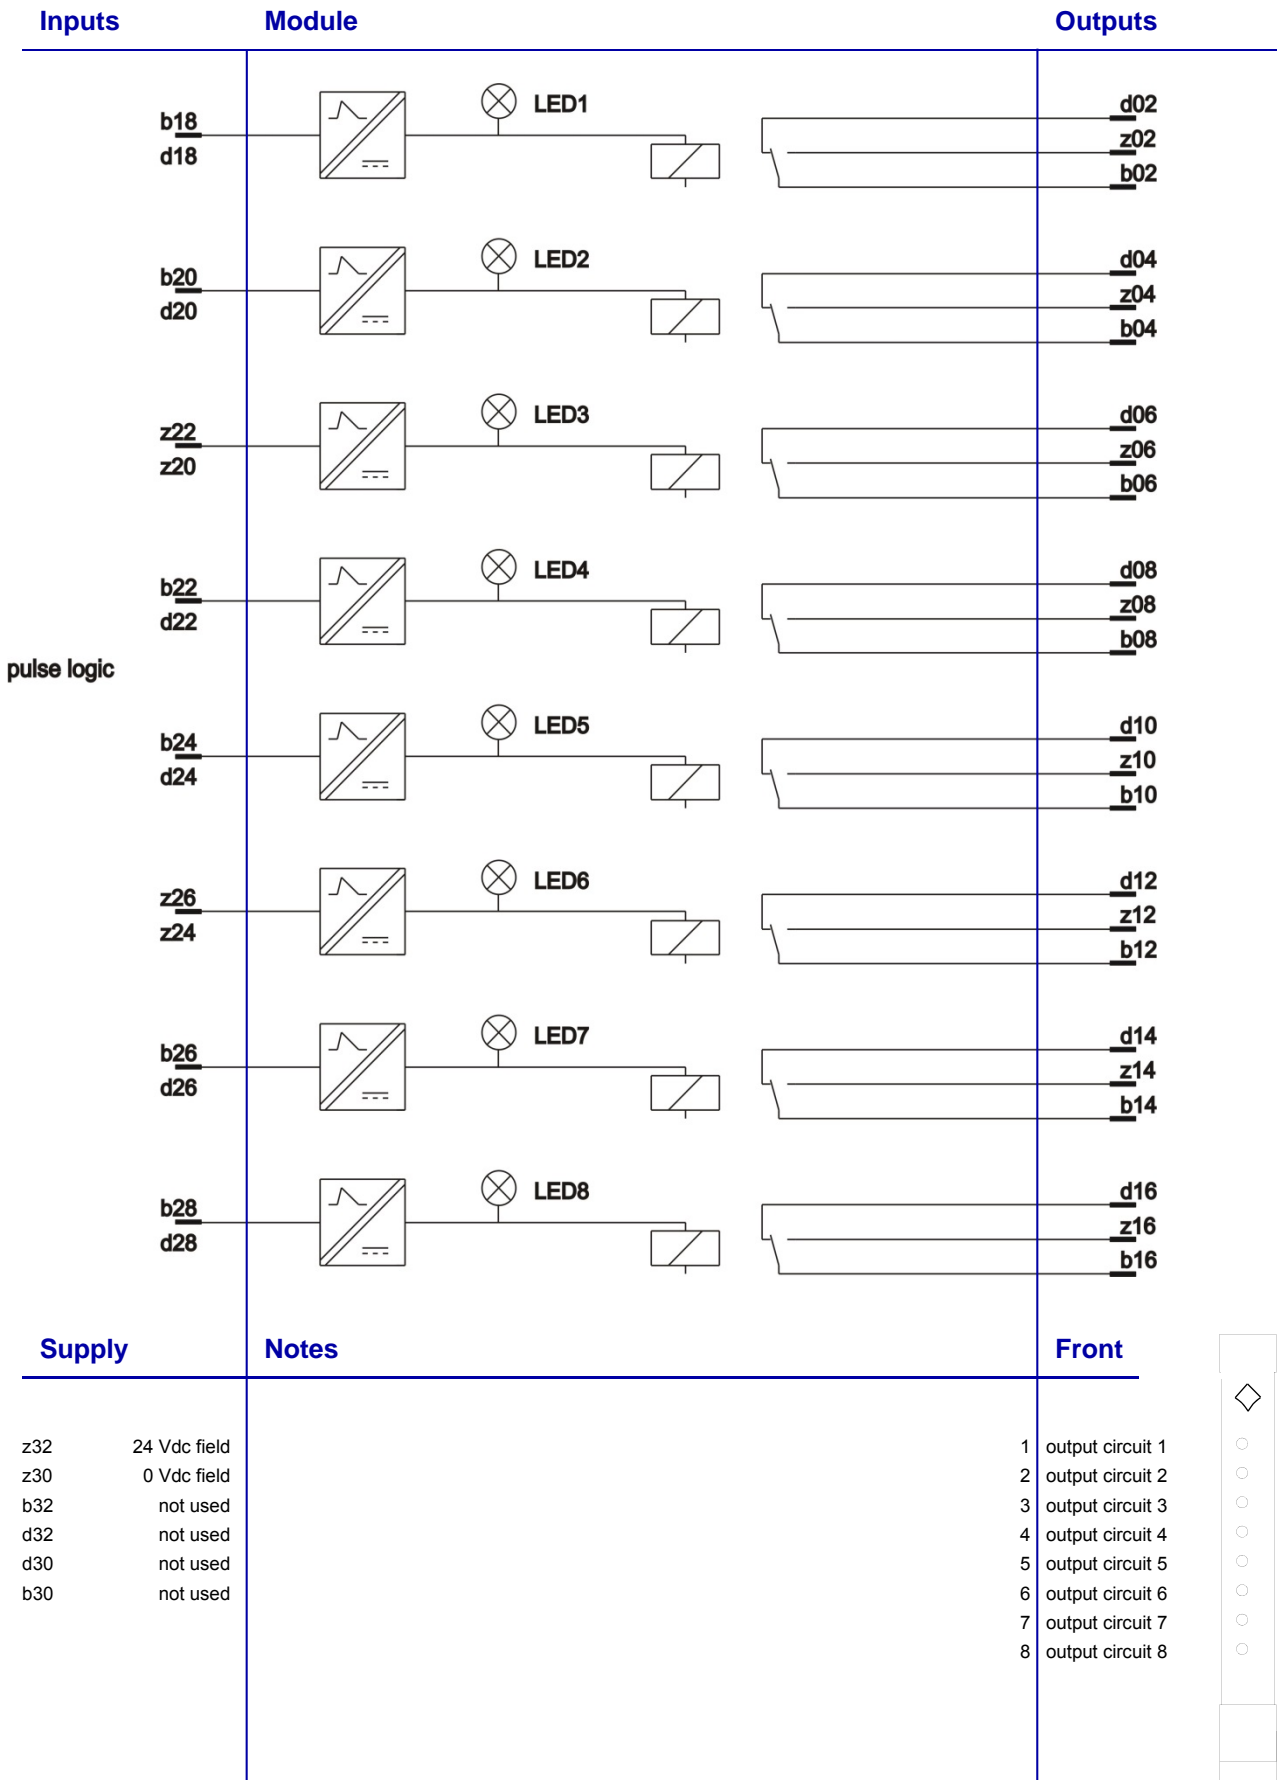 Inputs Module Outputs
LED1 d02
b18 z02
d18 b02
LED2 d04
b20 z04
d20 b04
LED3 d06
z22 z06
z20 b06
LED4 d08
b22 z08
d22 b08
pulse logic
LED5 d10
b24 z10
d24 b10
LED6 d12
z26 z12
z24 b12
LED7 d14
b26 z14
d26 b14
LED8 d16
b28 z16
d28 b16
Supply Notes Front
z32 24 Vdc field 1 output circuit 1
z30 0 Vdc field 2 output circuit 2
b32 not used 3 output circuit 3
d32 not used 4 output circuit 4
d30 not used 5 output circuit 5
b30 not used 6 output circuit 6
7 output circuit 7
8 output circuit 8